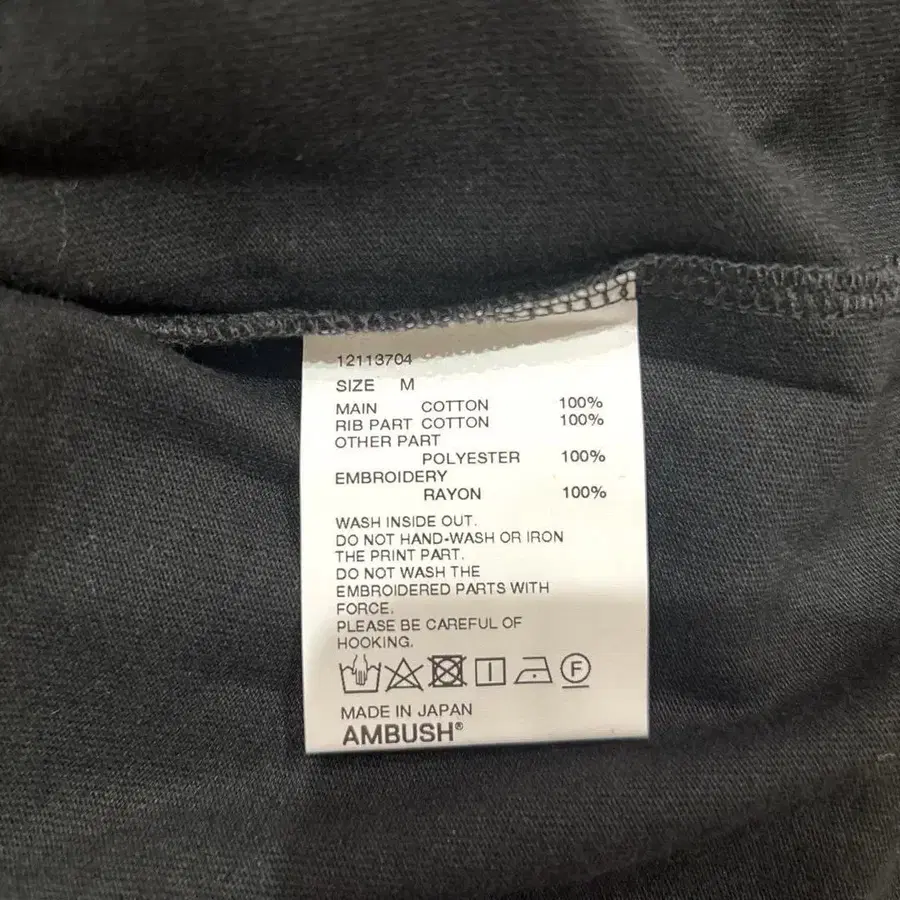 12113704
SIZE M
MAIN COTTON 100%
RIB PART COTTON 100%
OTHER PART
POLYESTER 100%
EMBROIDERY
RAYON 100%
WASH INSIDE OUT.
DO NOT HAND-WASH OR IRON
THE PRINT PART.
DO NOT WASH THE
EMBROIDERED PARTS WITH
FORCE.
PLEASE BE CAREFUL OF
HOOKING.
F
MADE IN JAPAN
AMBUSH®